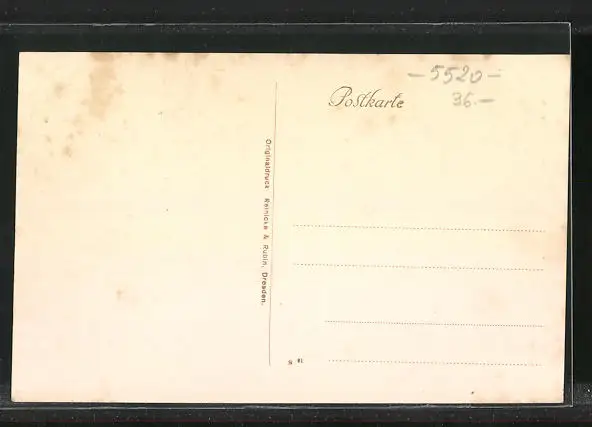 – 5520 –
Postkarte
36.–
Originaldruck Reinicke & Rubin, Dresden.